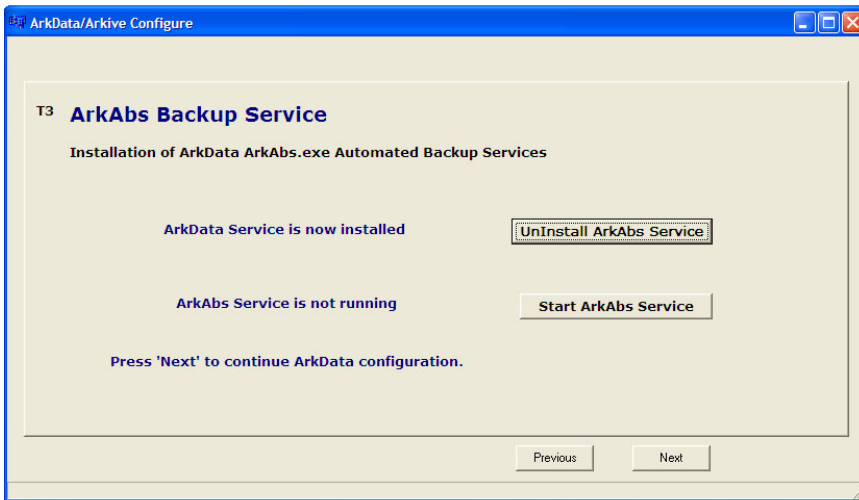 ArkData/Arkive Configure
T3 ArkAbs Backup Service
Installation of ArkData ArkAbs.exe Automated Backup Services
ArkData Service is now installed UnInstall ArkAbs Service
ArkAbs Service is not running Start ArkAbs Service
Press 'Next' to continue ArkData configuration.
Previous Next